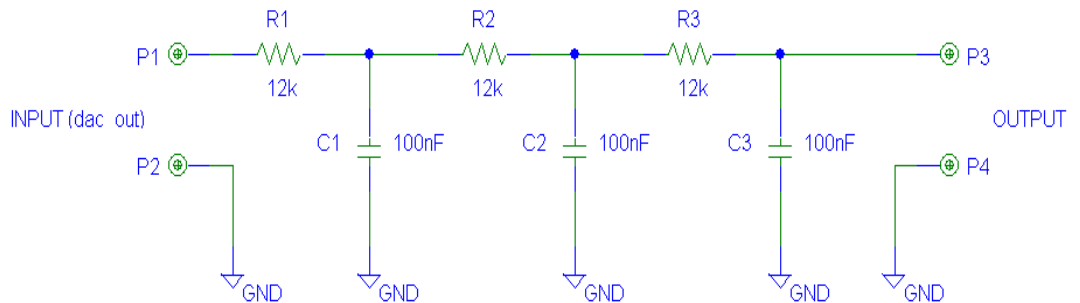 R1 R2 R3
P1 P3
12k 12k 12k
INPUT (dac out) OUTPUT
C1 100nF C2 100nF C3 100nF
P2 P4
GND GND GND GND